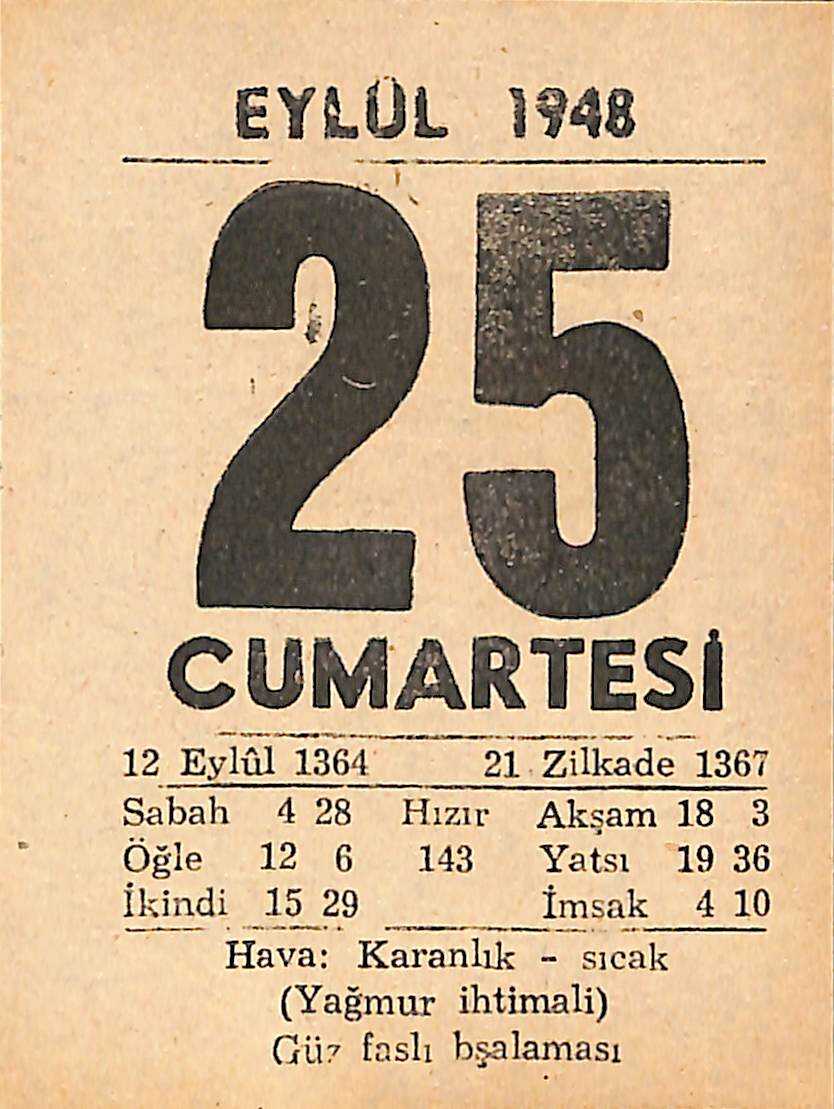 EYLÜL 1948
25
CUMARTESİ
12 Eylûl 1364 21 Zilkade 1367
Sabah 4 28 Hızır Akşam 18 3
Öğle 12 6 143 Yatsı 19 36
İkindi 15 29 İmsak 4 10
Hava: Karanlık - sıcak
(Yağmur ihtimali)
Güz faslı bşalaması